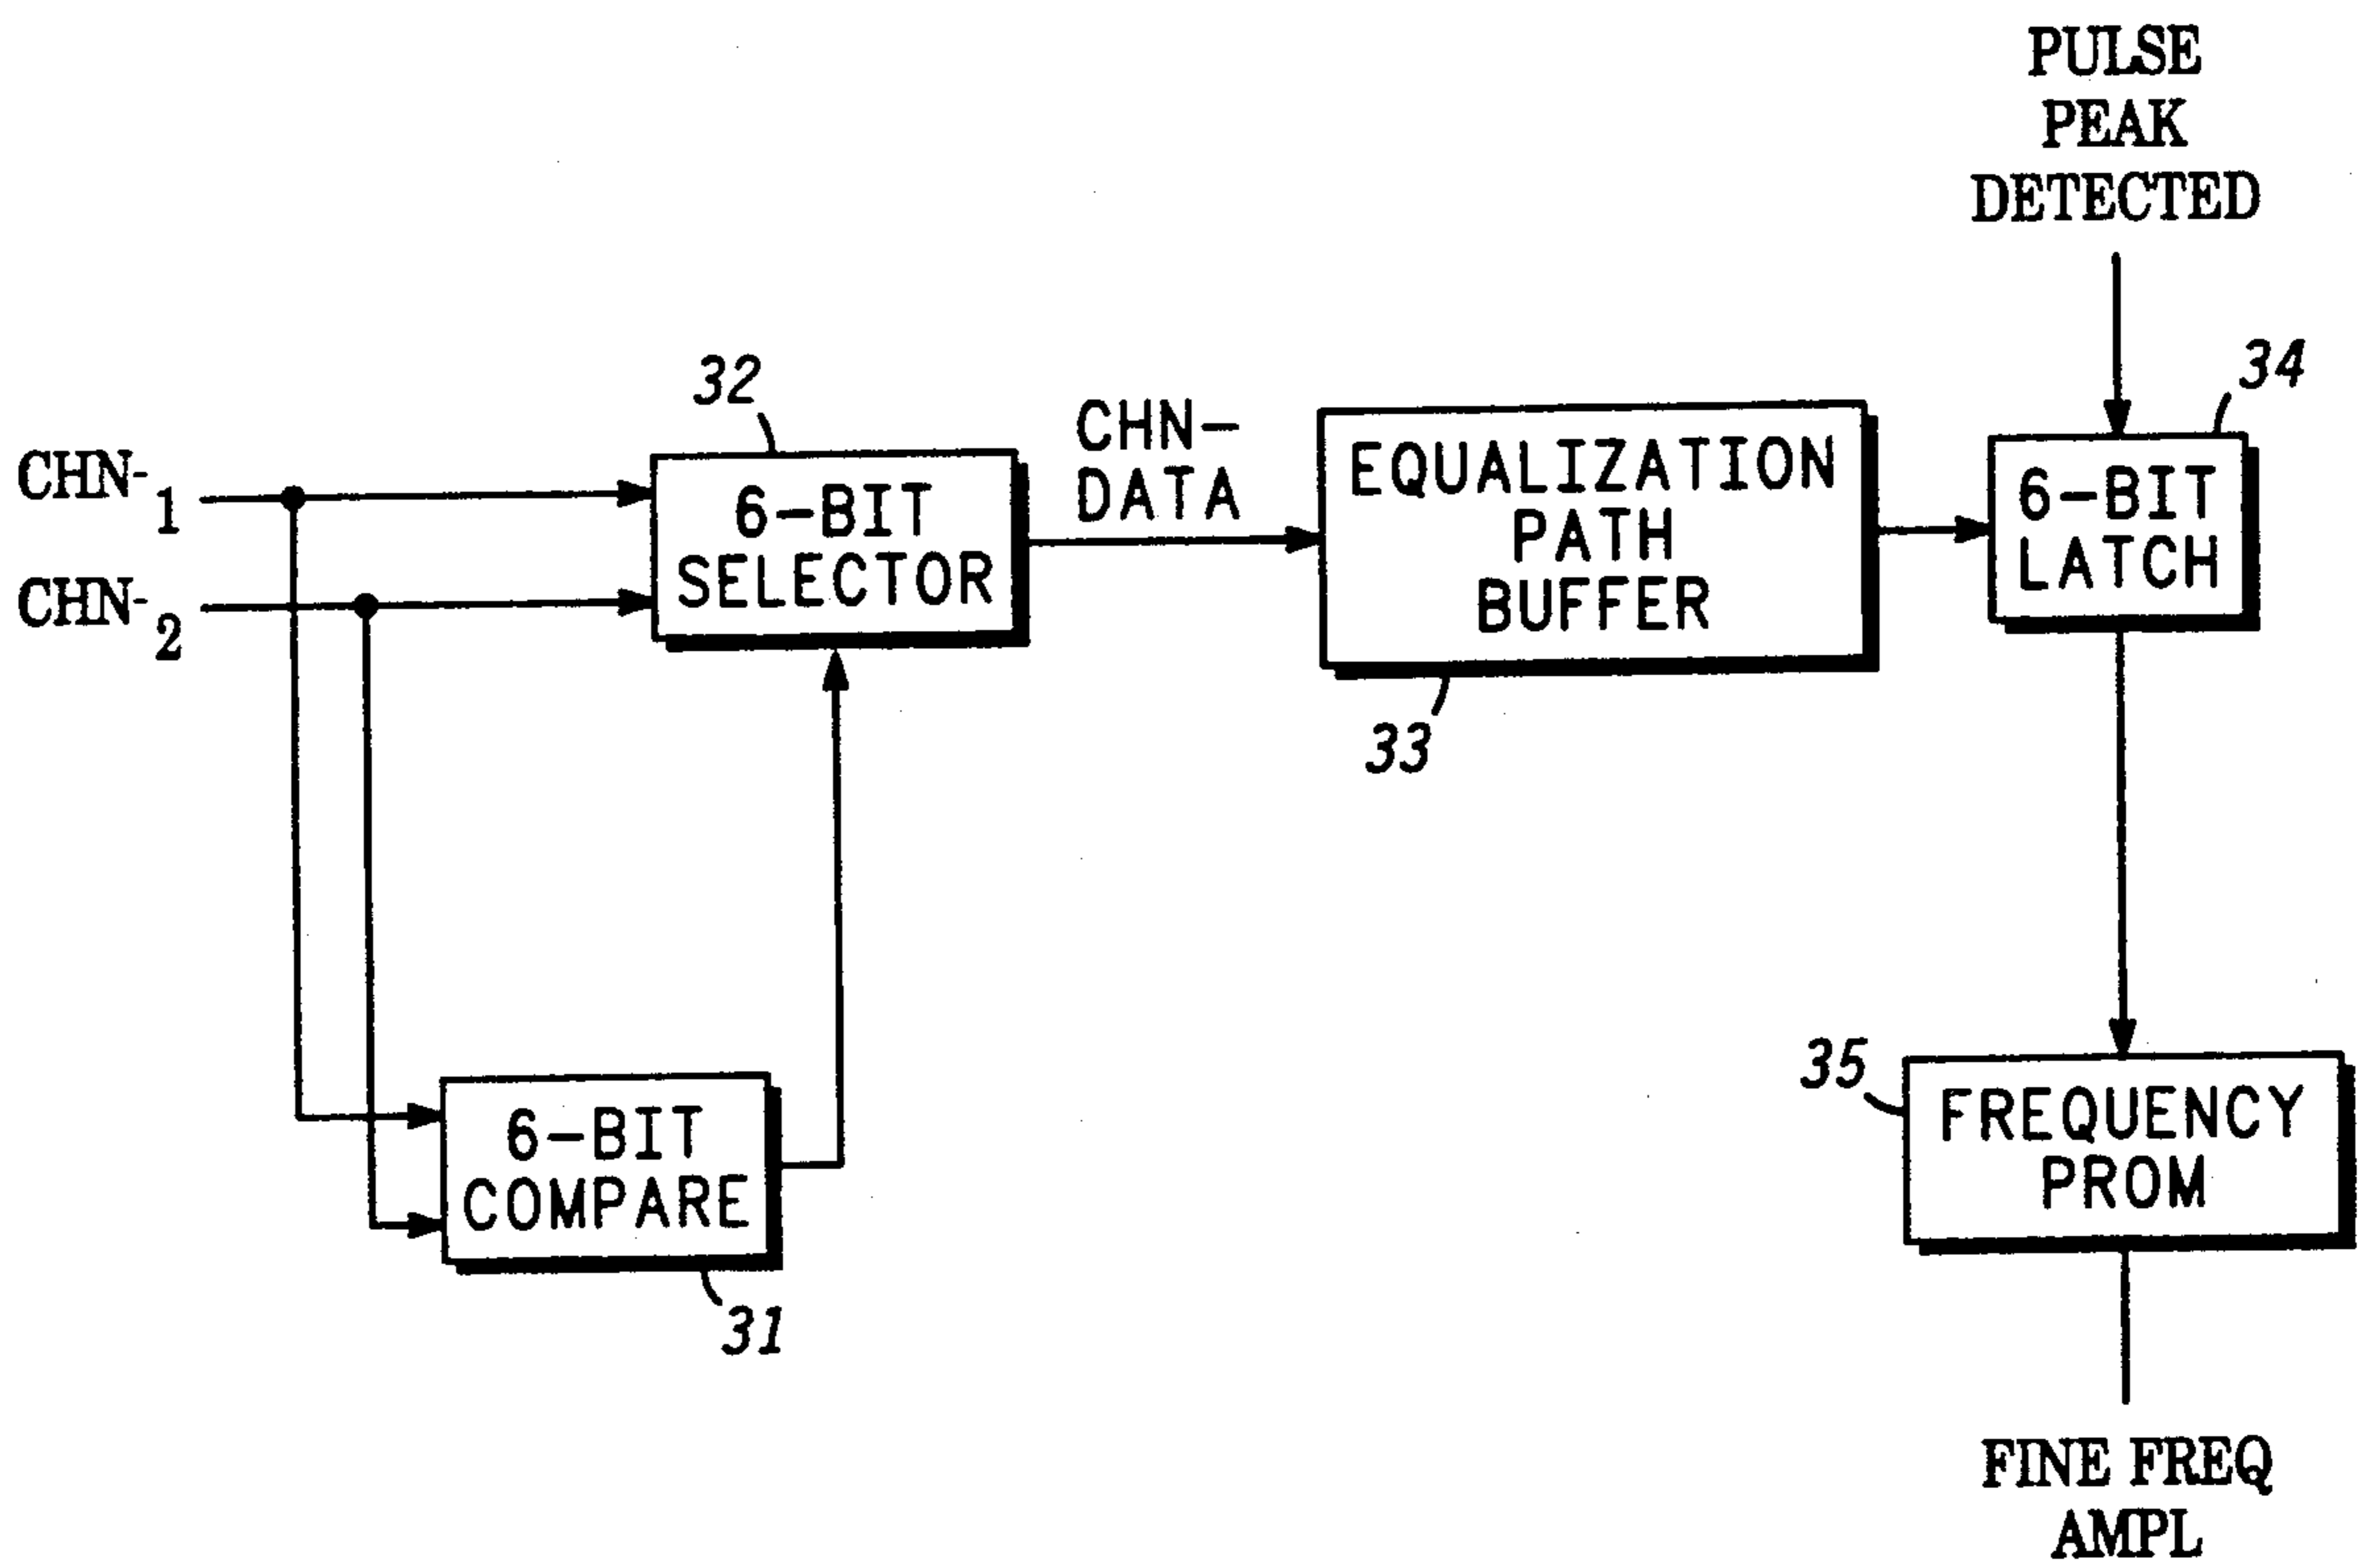 PULSE
PEAK
DETECTED
34
32
CHN-
DATA
EQUALIZATION
PATH
BUFFER
33
6-BIT
LATCH
CHN-1
CHN-2
6-BIT
SELECTOR
35
FREQUENCY
PROM
6-BIT
COMPARE
31
FINE FREQ
AMPL